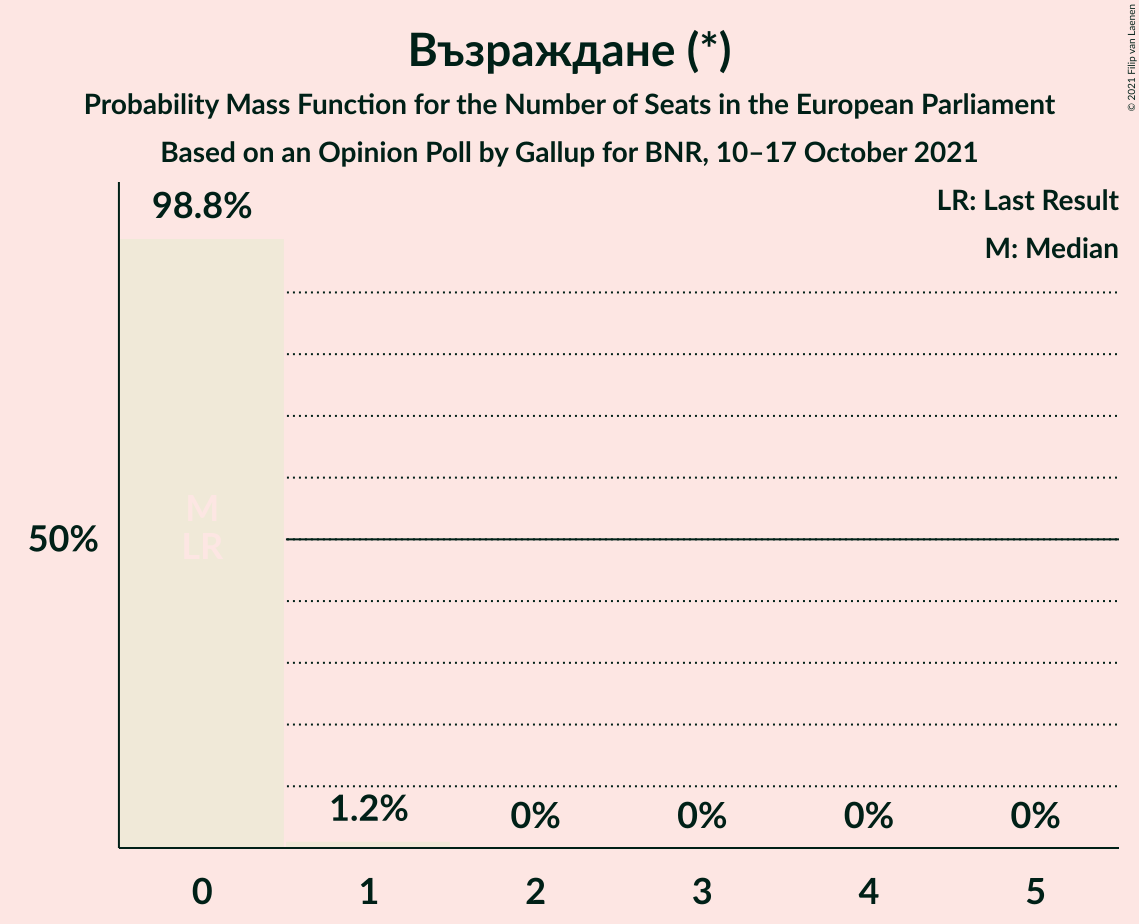 Възраждане (*)
Probability Mass Function for the Number of Seats in the European Parliament
Based on an Opinion Poll by Gallup for BNR, 10–17 October 2021
© 2021 Filip van Laenen
98.8%
LR: Last Result
M: Median
M
LR
50%
1.2%
0%
0%
0%
0%
0
1
2
3
4
5